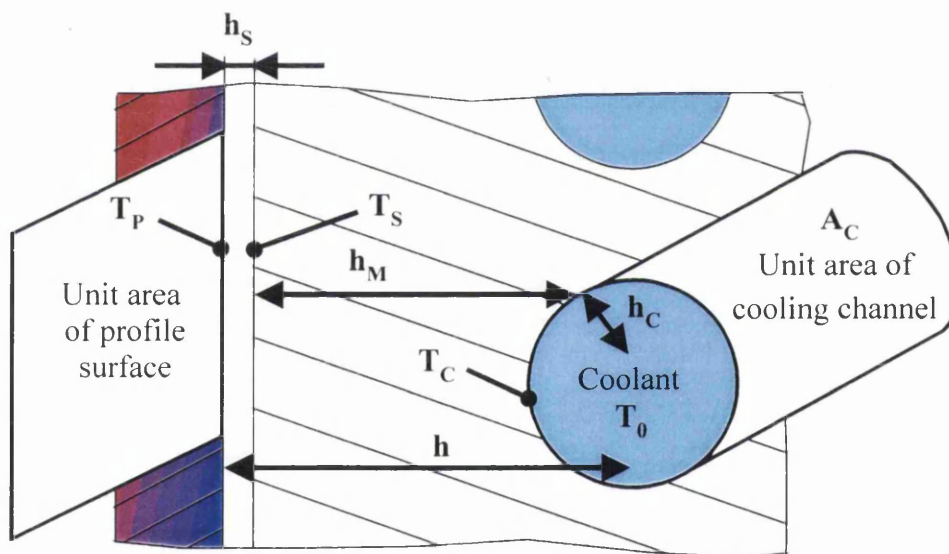 h_S
T_P
T_S
A_C
Unit area of
cooling channel
h_M
Unit area
of profile
surface
h_C
T_C
Coolant
T_0
h